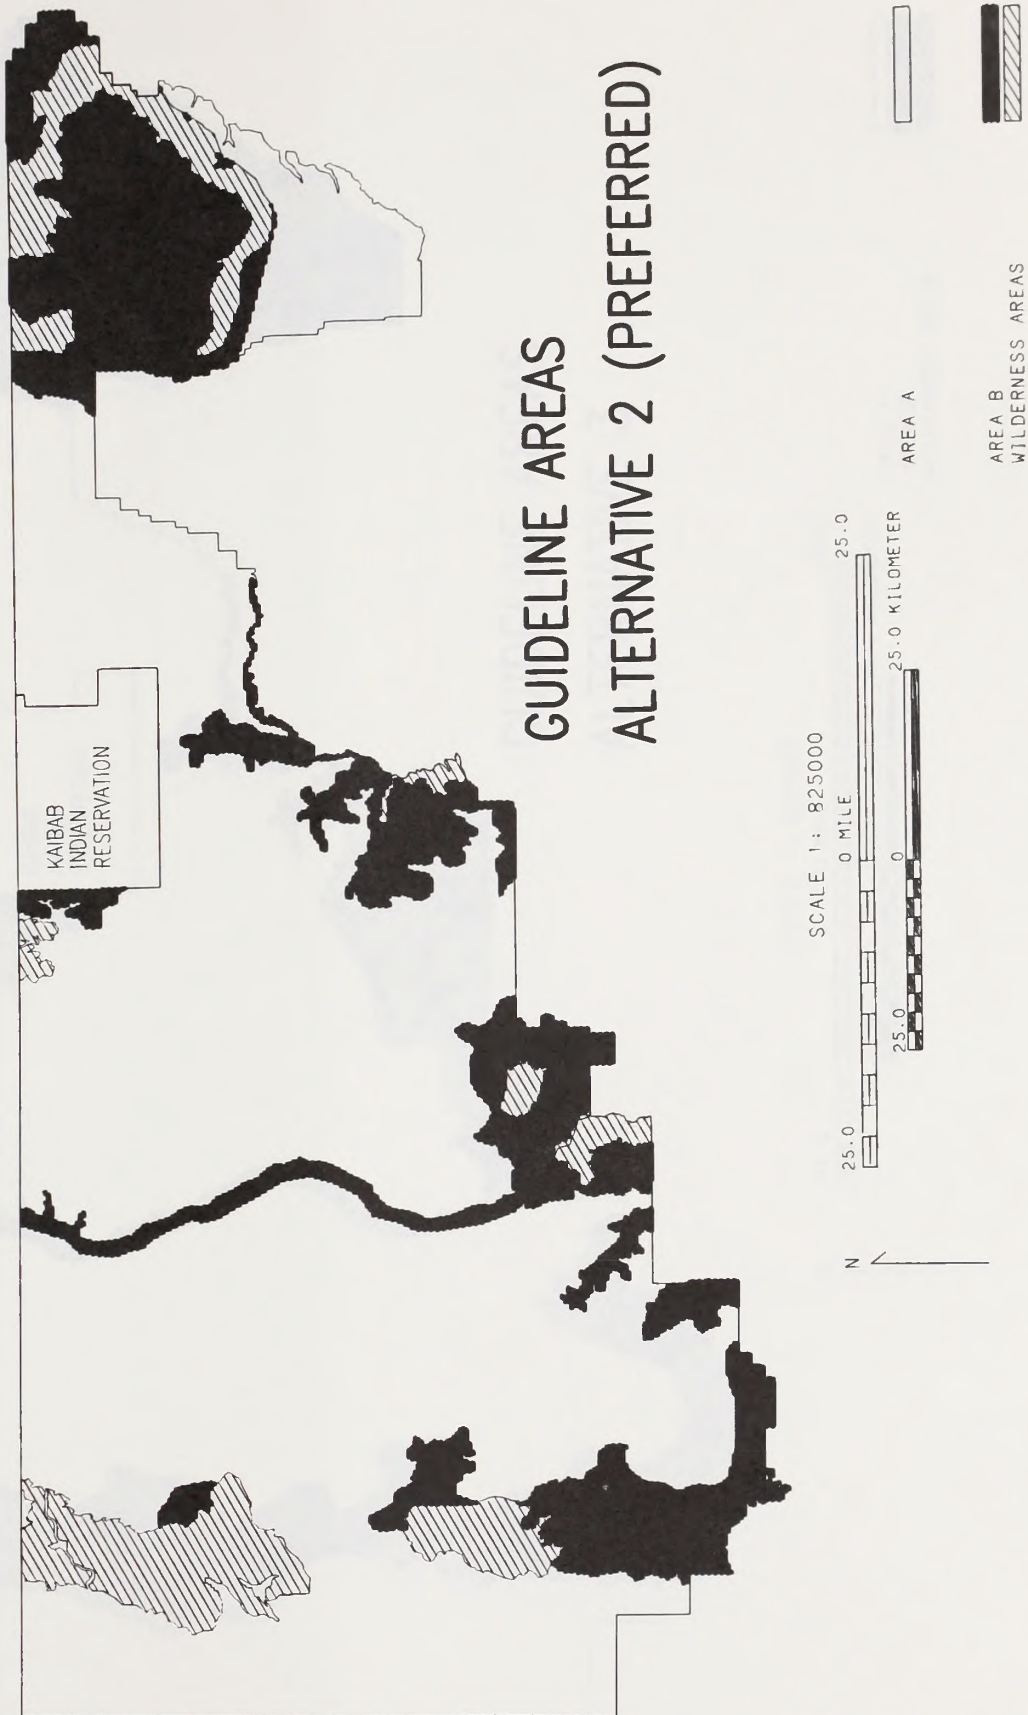 KAIBAB
INDIAN
RESERVATION
GUIDELINE AREAS
ALTERNATIVE 2 (PREFERRED)
SCALE 1: 825000
25.0 0 MILE 25.0
25.0 0 25.0 KILOMETER
N
AREA A
AREA B
WILDERNESS AREAS